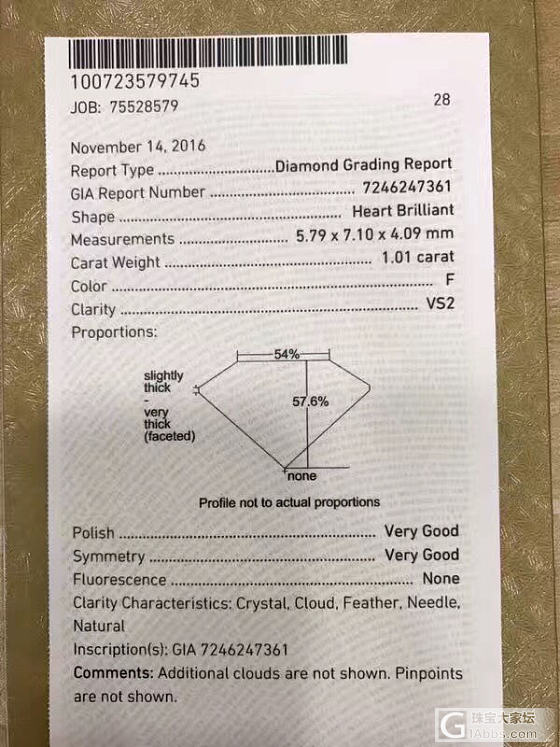 100723579745
JOB: 75528579
28
November 14, 2016
Report Type ........................Diamond Grading Report
GIA Report Number ........................ 7246247361
Shape ........................ Heart Brilliant
Measurements ........................ 5.79 x 7.10 x 4.09 mm
Carat Weight ........................ 1.01 carat
Color ........................ F
Clarity ........................ VS2
Proportions:
54%
slightly
thick
-
very
thick
(faceted)
57.6%
none
Profile not to actual proportions
Polish ........................ Very Good
Symmetry ........................ Very Good
Fluorescence ........................ None
Clarity Characteristics: Crystal, Cloud, Feather, Needle,
Natural
Inscription(s): GIA 7246247361
Comments: Additional clouds are not shown. Pinpoints
are not shown.
G 珠宝大家坛
G1Abbs.com